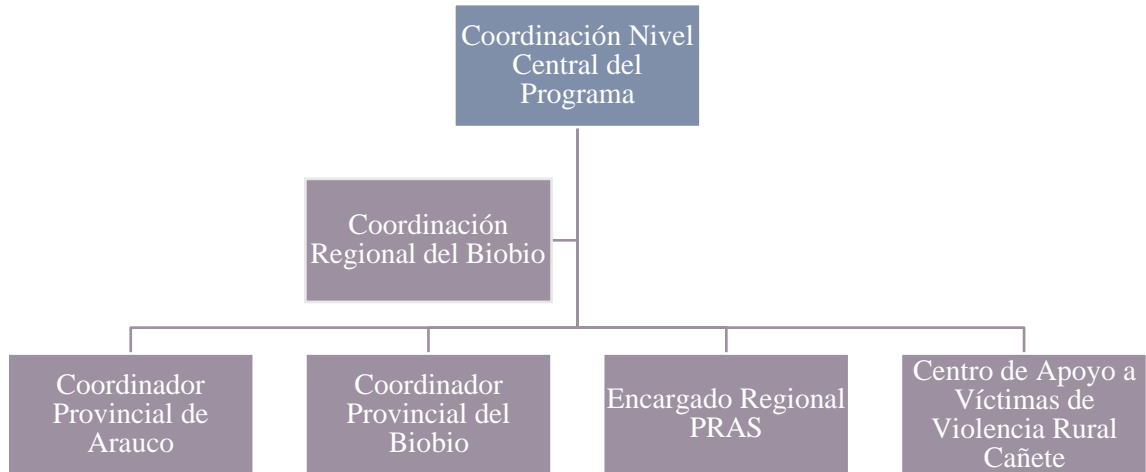 Coordinación Nivel
Central del
Programa
Coordinación
Regional del Biobio
Coordinador
Provincial de
Arauco
Coordinador
Provincial del
Biobio
Encargado Regional
PRAS
Centro de Apoyo a
Víctimas de
Violencia Rural
Cañete